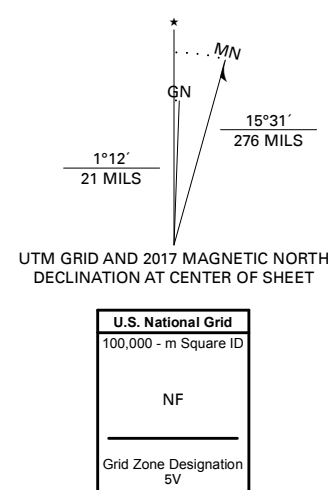 ★
MN
GN
15°31´
276 MILS
1°12´
21 MILS
UTM GRID AND 2017 MAGNETIC NORTH
DECLINATION AT CENTER OF SHEET
U.S. National Grid
100,000 - m Square ID
NF
Grid Zone Designation
5V